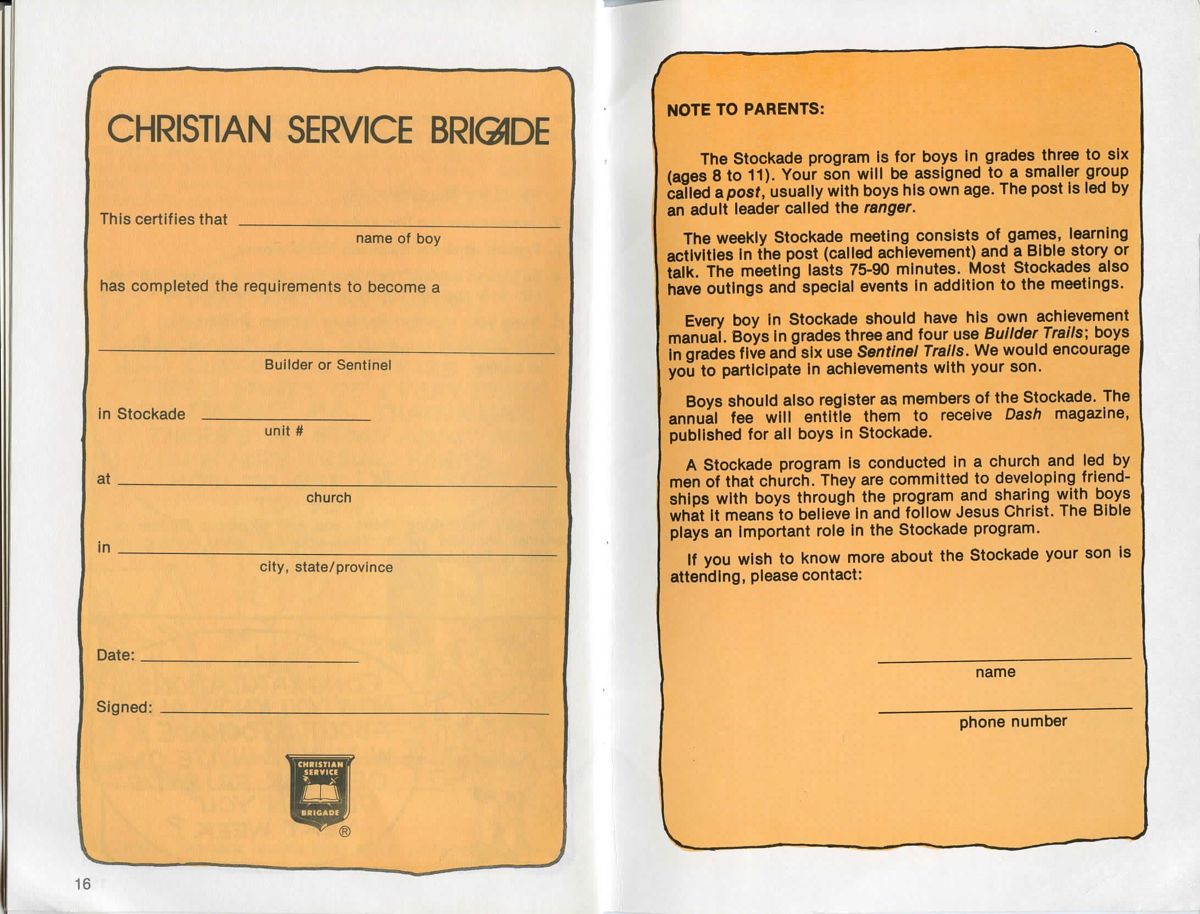 CHRISTIAN SERVICE BRIGADE
This certifies that
name of boy
has completed the requirements to become a
Builder or Sentinel
in Stockade
unit #
at
church
in
city, state/province
Date:
Signed:
CHRISTIAN
SERVICE
BRIGADE
®
16
NOTE TO PARENTS:
The Stockade program is for boys in grades three to six
(ages 8 to 11). Your son will be assigned to a smaller group
called a post, usually with boys his own age. The post is led by
an adult leader called the ranger.
The weekly Stockade meeting consists of games, learning
activities in the post (called achievement) and a Bible story or
talk. The meeting lasts 75-90 minutes. Most Stockades also
have outings and special events in addition to the meetings.
Every boy in Stockade should have his own achievement
manual. Boys in grades three and four use Builder Trails; boys
in grades five and six use Sentinel Trails. We would encourage
you to participate in achievements with your son.
Boys should also register as members of the Stockade. The
annual fee will entitle them to receive Dash magazine,
published for all boys in Stockade.
A Stockade program is conducted in a church and led by
men of that church. They are committed to developing friend-
ships with boys through the program and sharing with boys
what it means to believe in and follow Jesus Christ. The Bible
plays an important role in the Stockade program.
If you wish to know more about the Stockade your son is
attending, please contact:
name
phone number